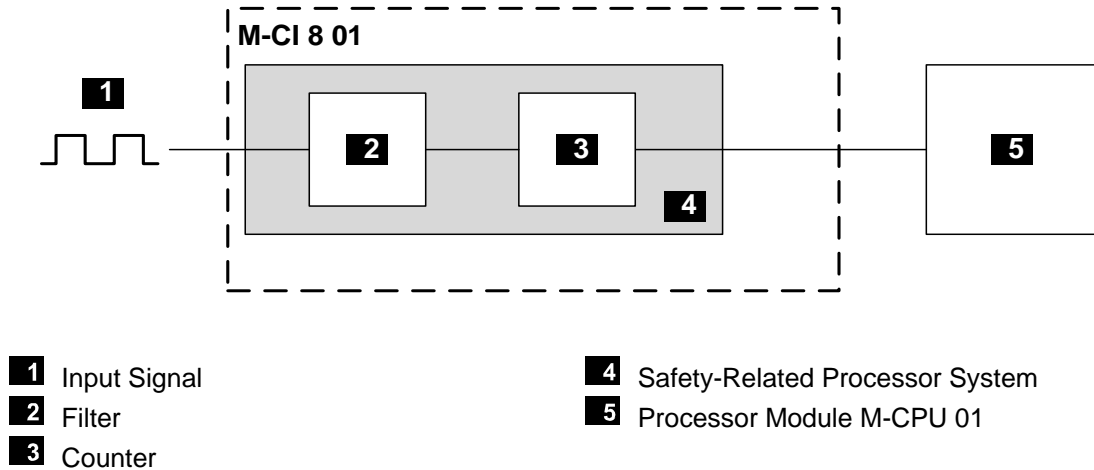 M-CI 8 01
1
2
3
4
5
1 Input Signal
2 Filter
3 Counter
4 Safety-Related Processor System
5 Processor Module M-CPU 01